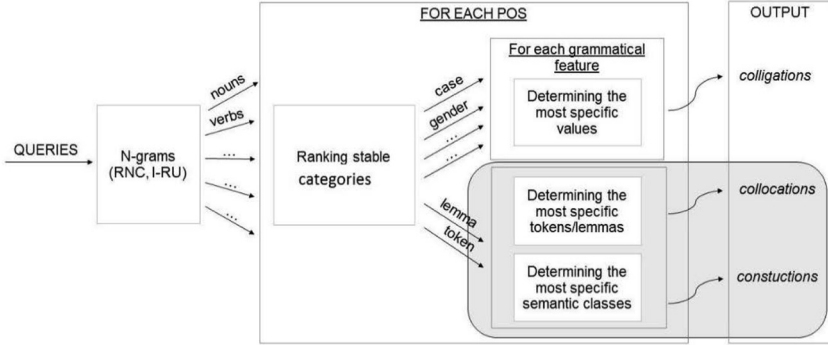 FOR EACH POS
OUTPUT
For each grammatical
feature
Determining the
most specific
values
colligations
QUERIES
N-grams
(RNC, I-RU)
nouns
verbs
...
...
...
Ranking stable
categories
case
gender
...
...
lemma
token
Determining the
most specific
tokens/lemmas
collocations
Determining the
most specific
semantic classes
constuctions